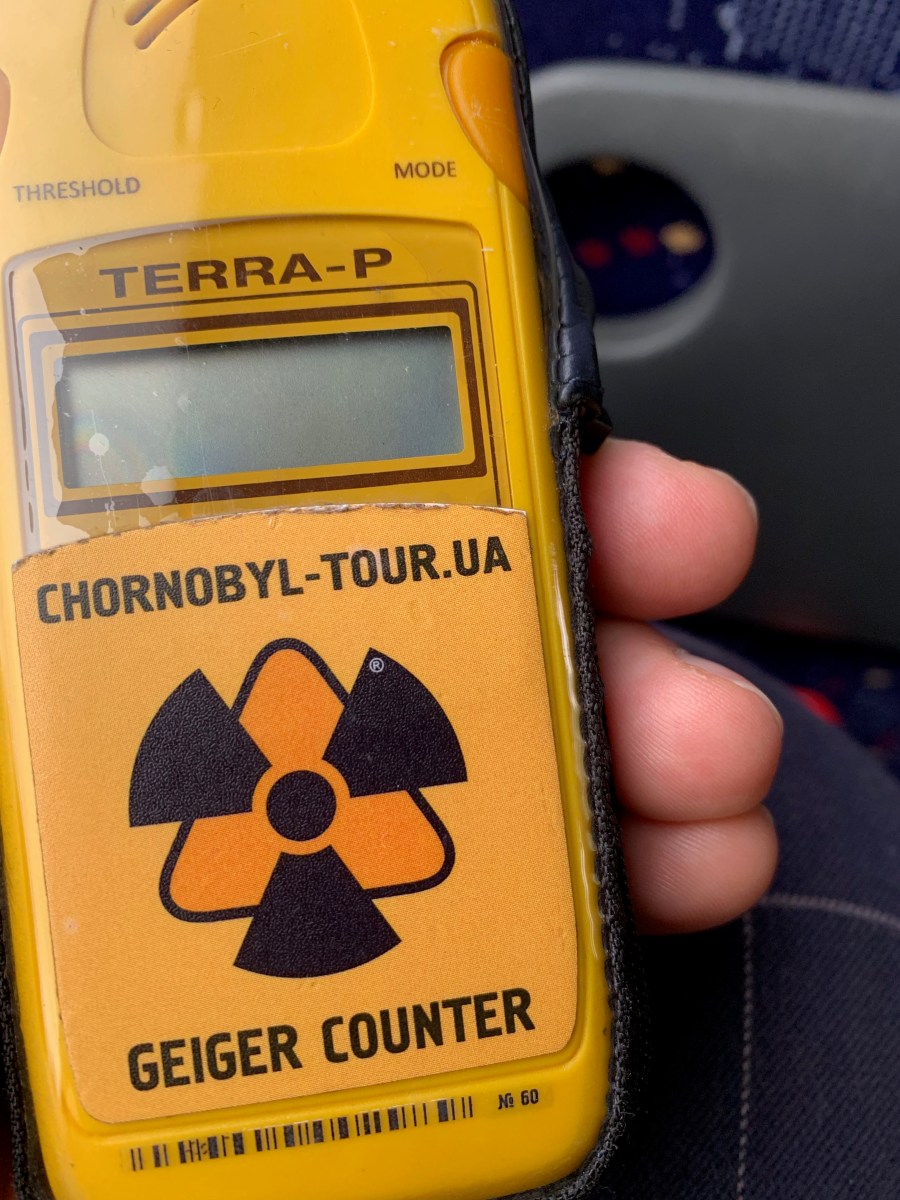 THRESHOLD
MODE
TERRA-P
CHORNOBYL-TOUR.UA
®
GEIGER COUNTER
№ 60